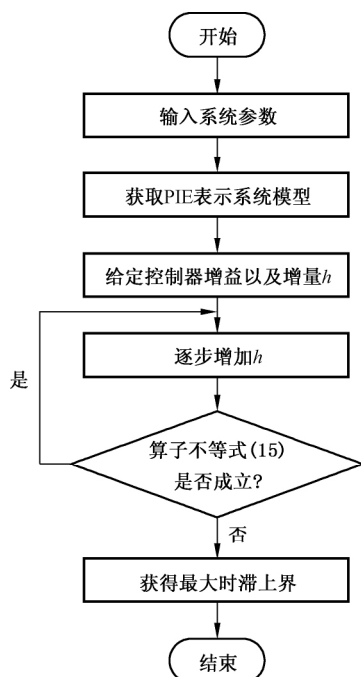 开始
输入系统参数
获取PIE表示系统模型
给定控制器增益以及增量h
逐步增加h
是
算子不等式(15)
是否成立?
否
获得最大时滞上界
结束